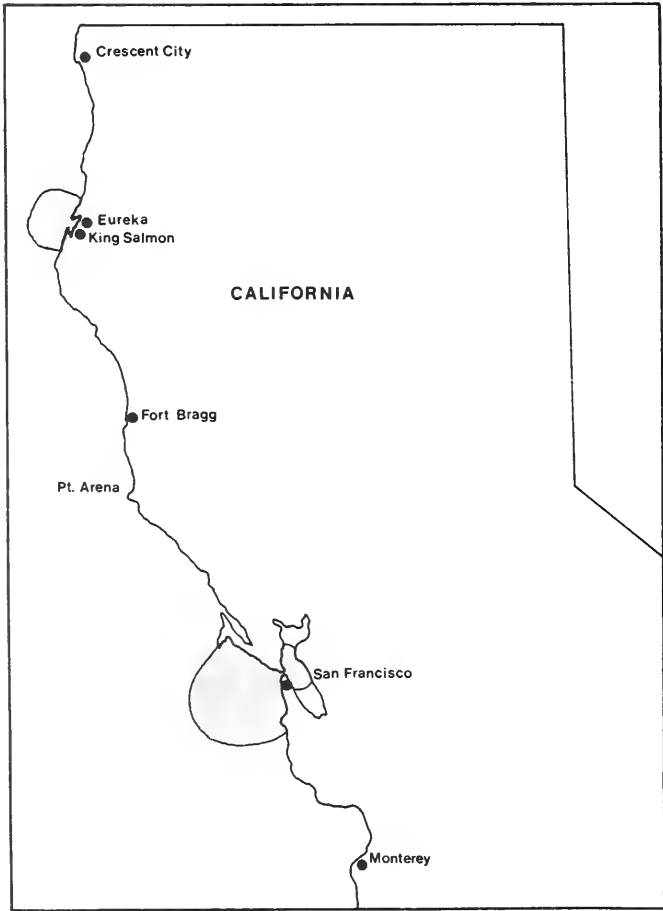 Crescent City
Eureka
King Salmon
CALIFORNIA
Fort Bragg
Pt. Arena
San Francisco
Monterey